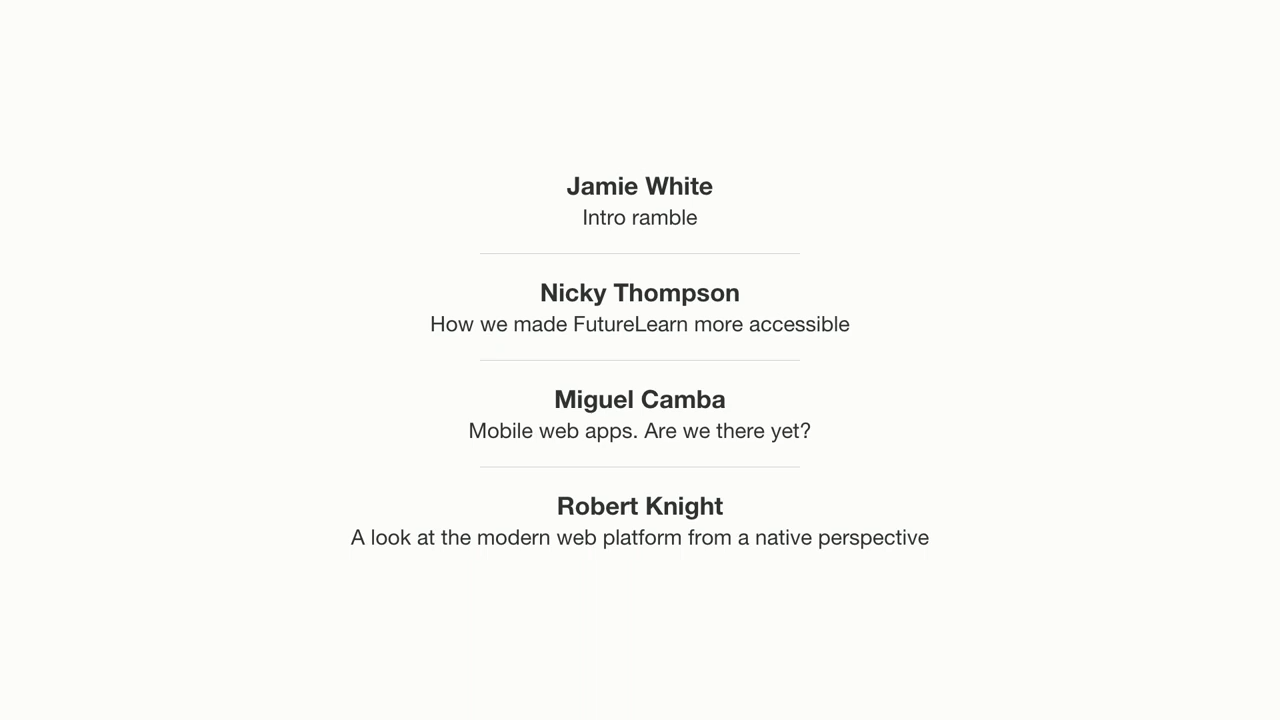 Jamie White
Intro ramble
Nicky Thompson
How we made FutureLearn more accessible
Miguel Camba
Mobile web apps. Are we there yet?
Robert Knight
A look at the modern web platform from a native perspective